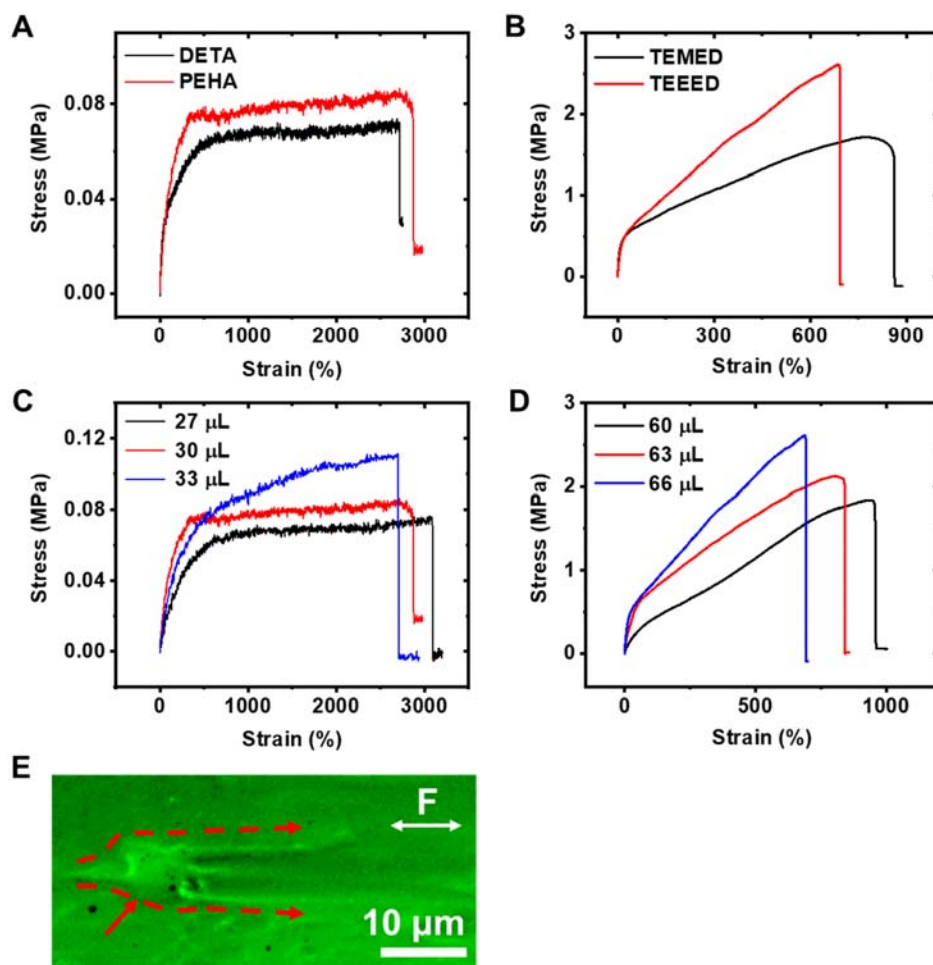 A
DETA
PEHA
0.08
0.04
0.00
Stress (MPa)
0 1000 2000 3000
Strain (%)
B
TEMED
TEEED
3
2
1
0
Stress (MPa)
0 300 600 900
Strain (%)
C
27 μL
30 μL
33 μL
0.12
0.08
0.04
0.00
Stress (MPa)
0 1000 2000 3000
Strain (%)
D
60 μL
63 μL
66 μL
3
2
1
0
Stress (MPa)
0 500 1000
Strain (%)
E
F
10 μm